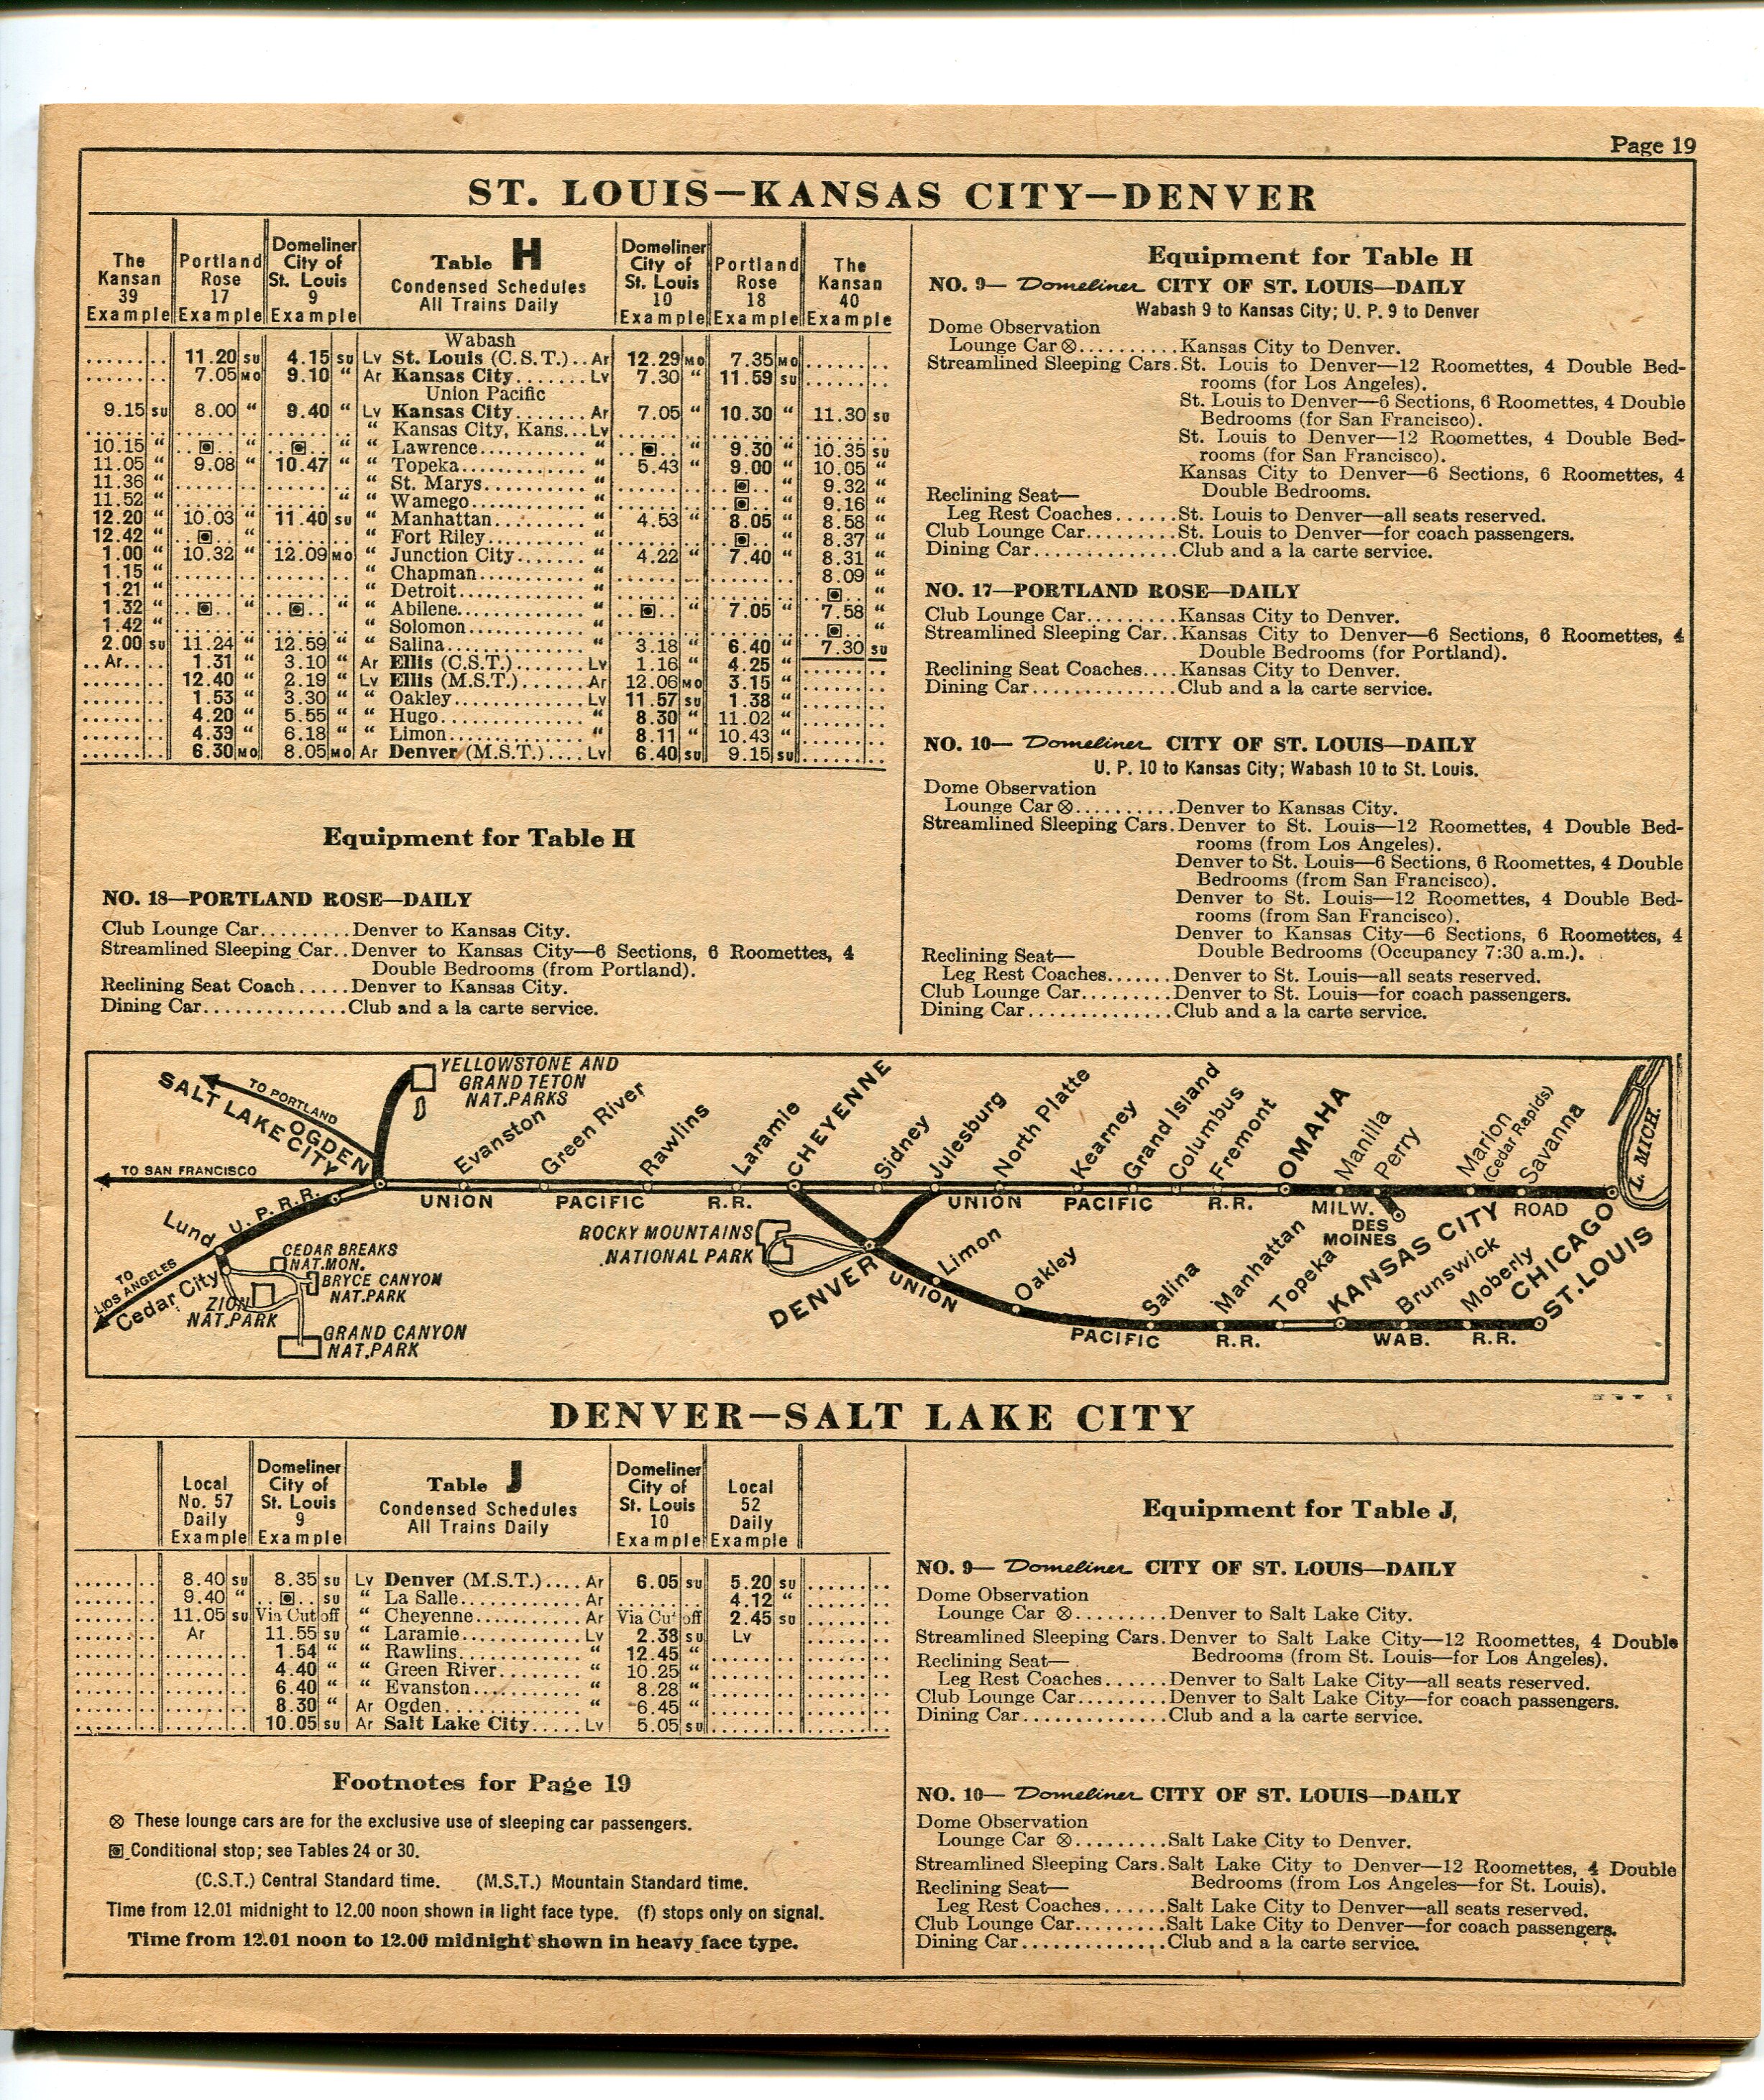 Page 19
ST. LOUIS—KANSAS CITY—DENVER
The Kansan 39 Example | Portland Rose 17 Example | Domeliner City of St. Louis 9 Example | Table H Condensed Schedules All Trains Daily | Domeliner City of St. Louis 10 Example | Portland Rose 18 Example | The Kansan 40 Example
Wabash
11.20 SU 4.15 SU Lv St. Louis (C.S.T.)..Ar 12.29 MO 7.35 MO
7.05 MO 9.10 “ Ar Kansas City.......Lv 7.30 “ 11.59 SU
Union Pacific
9.15 SU 8.00 “ 9.40 “ Lv Kansas City.......Ar 7.05 “ 10.30 “ 11.30 SU
“ Kansas City, Kans...Lv
10.15 “ ▣ “ ▣ “ “ Lawrence............ “ ▣ “ 9.30 “ 10.35 SU
11.05 “ 9.08 “ 10.47 “ “ Topeka.............. “ 5.43 “ 9.00 “ 10.05 “
11.36 “ “ St. Marys........... “ ▣ “ 9.32 “
11.52 “ “ “ Wamego............. “ ▣ “ 9.16 “
12.20 “ 10.03 “ 11.40 SU “ Manhattan.......... “ 4.53 “ 8.05 “ 8.58 “
12.42 “ ▣ “ “ Fort Riley.......... “ ▣ “ 8.37 “
1.00 “ 10.32 “ 12.09 MO “ Junction City....... “ 4.22 “ 7.40 “ 8.31 “
1.15 “ “ Chapman............ “ 8.09 “
1.21 “ “ Detroit............. “ ▣ “
1.32 “ ▣ “ ▣ “ “ Abilene............. “ ▣ “ 7.05 “ 7.58 “
1.42 “ “ Solomon............ “ ▣ “
2.00 SU 11.24 “ 12.59 “ “ Salina.............. “ 3.18 “ 6.40 “ 7.30 SU
..Ar.. 1.31 “ 3.10 “ Ar Ellis (C.S.T.).......Lv 1.16 “ 4.25 “
12.40 “ 2.19 “ Lv Ellis (M.S.T.)......Ar 12.06 MO 3.15 “
1.53 “ 3.30 “ “ Oakley.............Lv 11.57 SU 1.38 “
4.20 “ 5.55 “ “ Hugo............... “ 8.30 “ 11.02 “
4.39 “ 6.18 “ “ Limon.............. “ 8.11 “ 10.43 “
6.30 MO 8.05 MO Ar Denver (M.S.T.)....Lv 6.40 SU 9.15 SU
Equipment for Table H
NO. 18—PORTLAND ROSE—DAILY
Club Lounge Car.........Denver to Kansas City.
Streamlined Sleeping Car..Denver to Kansas City—6 Sections, 6 Roomettes, 4
Double Bedrooms (from Portland).
Reclining Seat Coach.....Denver to Kansas City.
Dining Car..............Club and a la carte service.
Equipment for Table H
NO. 9— Domeliner CITY OF ST. LOUIS—DAILY
Wabash 9 to Kansas City; U. P. 9 to Denver
Dome Observation
Lounge Car ⊗..........Kansas City to Denver.
Streamlined Sleeping Cars.St. Louis to Denver—12 Roomettes, 4 Double Bed-
rooms (for Los Angeles).
St. Louis to Denver—6 Sections, 6 Roomettes, 4 Double
Bedrooms (for San Francisco).
St. Louis to Denver—12 Roomettes, 4 Double Bed-
rooms (for San Francisco).
Kansas City to Denver—6 Sections, 6 Roomettes, 4
Double Bedrooms.
Reclining Seat—
Leg Rest Coaches......St. Louis to Denver—all seats reserved.
Club Lounge Car.........St. Louis to Denver—for coach passengers.
Dining Car..............Club and a la carte service.
NO. 17—PORTLAND ROSE—DAILY
Club Lounge Car.........Kansas City to Denver.
Streamlined Sleeping Car..Kansas City to Denver—6 Sections, 6 Roomettes, 4
Double Bedrooms (for Portland).
Reclining Seat Coaches....Kansas City to Denver.
Dining Car..............Club and a la carte service.
NO. 10— Domeliner CITY OF ST. LOUIS—DAILY
U. P. 10 to Kansas City; Wabash 10 to St. Louis.
Dome Observation
Lounge Car ⊗..........Denver to Kansas City.
Streamlined Sleeping Cars.Denver to St. Louis—12 Roomettes, 4 Double Bed-
rooms (from Los Angeles).
Denver to St. Louis—6 Sections, 6 Roomettes, 4 Double
Bedrooms (from San Francisco).
Denver to St. Louis—12 Roomettes, 4 Double Bed-
rooms (from San Francisco).
Denver to Kansas City—6 Sections, 6 Roomettes, 4
Double Bedrooms (Occupancy 7:30 a.m.).
Reclining Seat—
Leg Rest Coaches.......Denver to St. Louis—all seats reserved.
Club Lounge Car.........Denver to St. Louis—for coach passengers.
Dining Car..............Club and a la carte service.
YELLOWSTONE AND
GRAND TETON
NAT. PARKS
TO PORTLAND
SALT LAKE CITY
OGDEN
TO SAN FRANCISCO
Evanston
Green River
Rawlins
Laramie
CHEYENNE
Sidney
Julesburg
North Platte
Kearney
Grand Island
Columbus
Fremont
OMAHA
Manilla
Perry
Marion
(Cedar Rapids)
Savanna
L. MICH.
UNION PACIFIC R.R.
UNION PACIFIC R.R.
MILW. ROAD
DES
MOINES
CHICAGO
U. P. R.R.
Lund
TO
LOS ANGELES
Cedar City
CEDAR BREAKS
NAT. MON.
BRYCE CANYON
NAT. PARK
ZION
NAT. PARK
GRAND CANYON
NAT. PARK
ROCKY MOUNTAINS
NATIONAL PARK
DENVER
Limon
Oakley
Salina
Manhattan
Topeka
KANSAS CITY
Brunswick
Moberly
ST. LOUIS
UNION PACIFIC R.R.
WAB. R.R.
DENVER—SALT LAKE CITY
Local No. 57 Daily Example | Domeliner City of St. Louis 9 Example | Table J Condensed Schedules All Trains Daily | Domeliner City of St. Louis 10 Example | Local 52 Daily Example
8.40 SU 8.35 SU Lv Denver (M.S.T.)....Ar 6.05 SU 5.20 SU
9.40 “ ▣ SU “ La Salle............Ar 4.12 “
11.05 SU Via Cut off “ Cheyenne...........Ar Via Cut off 2.45 SU
Ar 11.55 SU “ Laramie............Lv 2.38 SU Lv
1.54 “ “ Rawlins............ “ 12.45 “
4.40 “ “ Green River........ “ 10.25 “
6.40 “ “ Evanston........... “ 8.28 “
8.30 “ Ar Ogden.............. “ 6.45 “
10.05 SU Ar Salt Lake City.....Lv 5.05 SU
Footnotes for Page 19
⊗ These lounge cars are for the exclusive use of sleeping car passengers.
▣ Conditional stop; see Tables 24 or 30.
(C.S.T.) Central Standard time. (M.S.T.) Mountain Standard time.
Time from 12.01 midnight to 12.00 noon shown in light face type. (f) stops only on signal.
Time from 12.01 noon to 12.00 midnight shown in heavy face type.
Equipment for Table J,
NO. 9— Domeliner CITY OF ST. LOUIS—DAILY
Dome Observation
Lounge Car ⊗.........Denver to Salt Lake City.
Streamlined Sleeping Cars.Denver to Salt Lake City—12 Roomettes, 4 Double
Bedrooms (from St. Louis—for Los Angeles).
Reclining Seat—
Leg Rest Coaches......Denver to Salt Lake City—all seats reserved.
Club Lounge Car.........Denver to Salt Lake City—for coach passengers.
Dining Car..............Club and a la carte service.
NO. 10— Domeliner CITY OF ST. LOUIS—DAILY
Dome Observation
Lounge Car ⊗.........Salt Lake City to Denver.
Streamlined Sleeping Cars.Salt Lake City to Denver—12 Roomettes, 4 Double
Bedrooms (from Los Angeles—for St. Louis).
Reclining Seat—
Leg Rest Coaches......Salt Lake City to Denver—all seats reserved.
Club Lounge Car.........Salt Lake City to Denver—for coach passengers.
Dining Car..............Club and a la carte service.